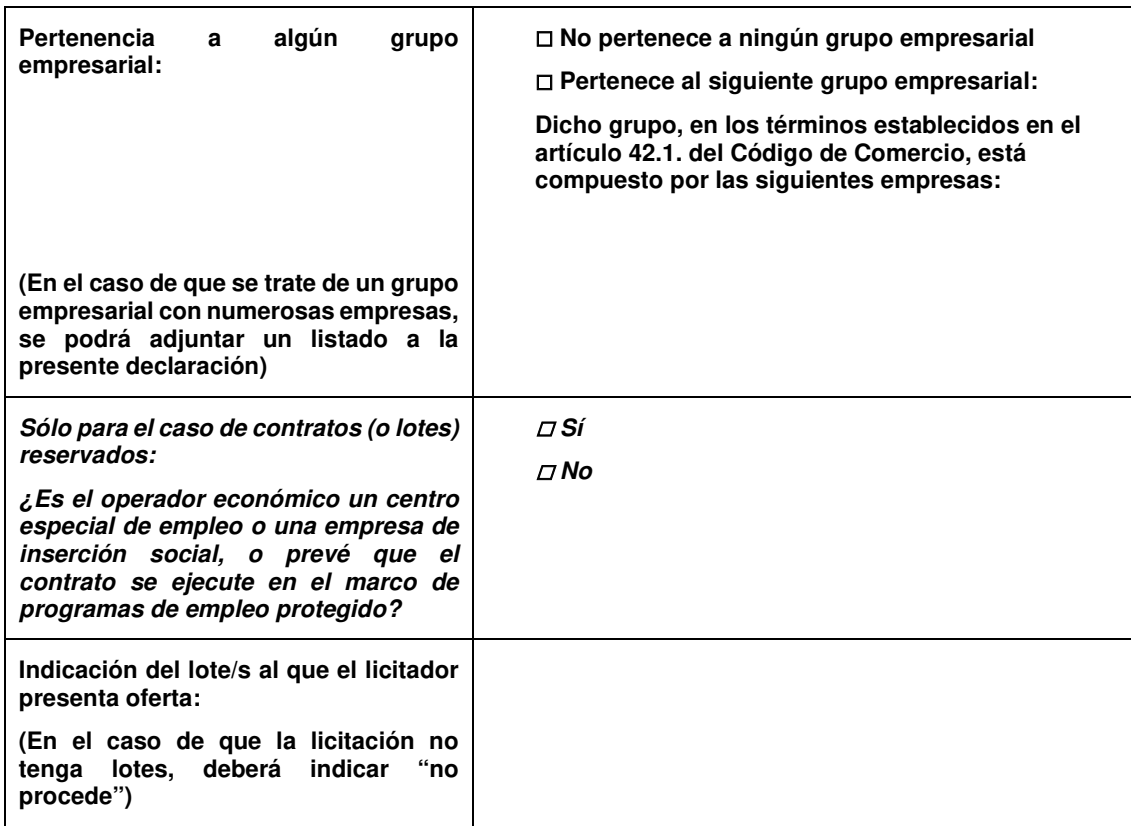 Pertenencia a algún grupo
empresarial:
(En el caso de que se trate de un grupo
empresarial con numerosas empresas,
se podrá adjuntar un listado a la
presente declaración)
□ No pertenece a ningún grupo empresarial
□ Pertenece al siguiente grupo empresarial:
Dicho grupo, en los términos establecidos en el
artículo 42.1. del Código de Comercio, está
compuesto por las siguientes empresas:
Sólo para el caso de contratos (o lotes)
reservados:
¿Es el operador económico un centro
especial de empleo o una empresa de
inserción social, o prevé que el
contrato se ejecute en el marco de
programas de empleo protegido?
□ Sí
□ No
Indicación del lote/s al que el licitador
presenta oferta:
(En el caso de que la licitación no
tenga lotes, deberá indicar “no
procede”)